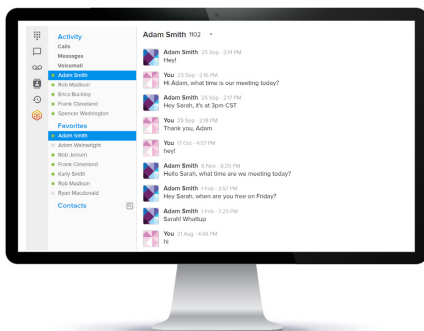 Activity
Calls
Messages
Voicemail
Adam Smith
Rob Madison
Erica Buckley
Frank Cleveland
Spencer Washington
Favorites
Adam Smith
Adam Wainwright
Bob Jensen
Frank Cleveland
Karly Smith
Rob Madison
Ryan Macdonald
Contacts
Adam Smith 1102
Adam Smith 25 Sep - 2:14 PM
Hey!
You 25 Sep - 2:16 PM
Hi Adam, what time is our meeting today?
Adam Smith 25 Sep - 2:17 PM
Hey Sarah, it's at 3pm CST
You 25 Sep - 2:18 PM
Thank you, Adam
You 17 Oct - 4:57 PM
hey!
Adam Smith 6 Nov - 8:20 PM
Hello Sarah, what time are we meeting today?
Adam Smith 1 Feb - 3:57 PM
Hey Sarah, when are you free on Friday?
Adam Smith 1 Feb - 7:25 PM
Sarah! Whattup
You 21 Aug - 4:46 PM
hi